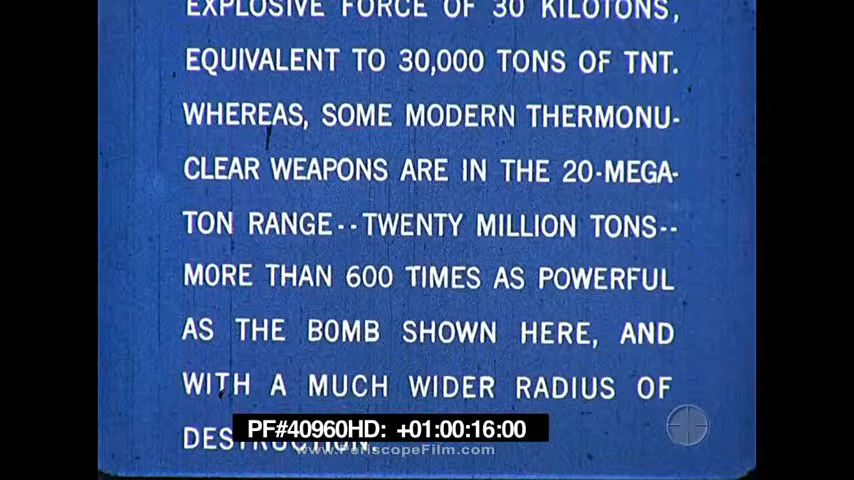 EXPLOSIVE FORCE OF 30 KILOTONS,
EQUIVALENT TO 30,000 TONS OF TNT.
WHEREAS, SOME MODERN THERMONU-
CLEAR WEAPONS ARE IN THE 20-MEGA-
TON RANGE--TWENTY MILLION TONS--
MORE THAN 600 TIMES AS POWERFUL
AS THE BOMB SHOWN HERE, AND
WITH A MUCH WIDER RADIUS OF
DESTRUCTION.
PF#40960HD: +01:00:16:00
www.PeriscopeFilm.com